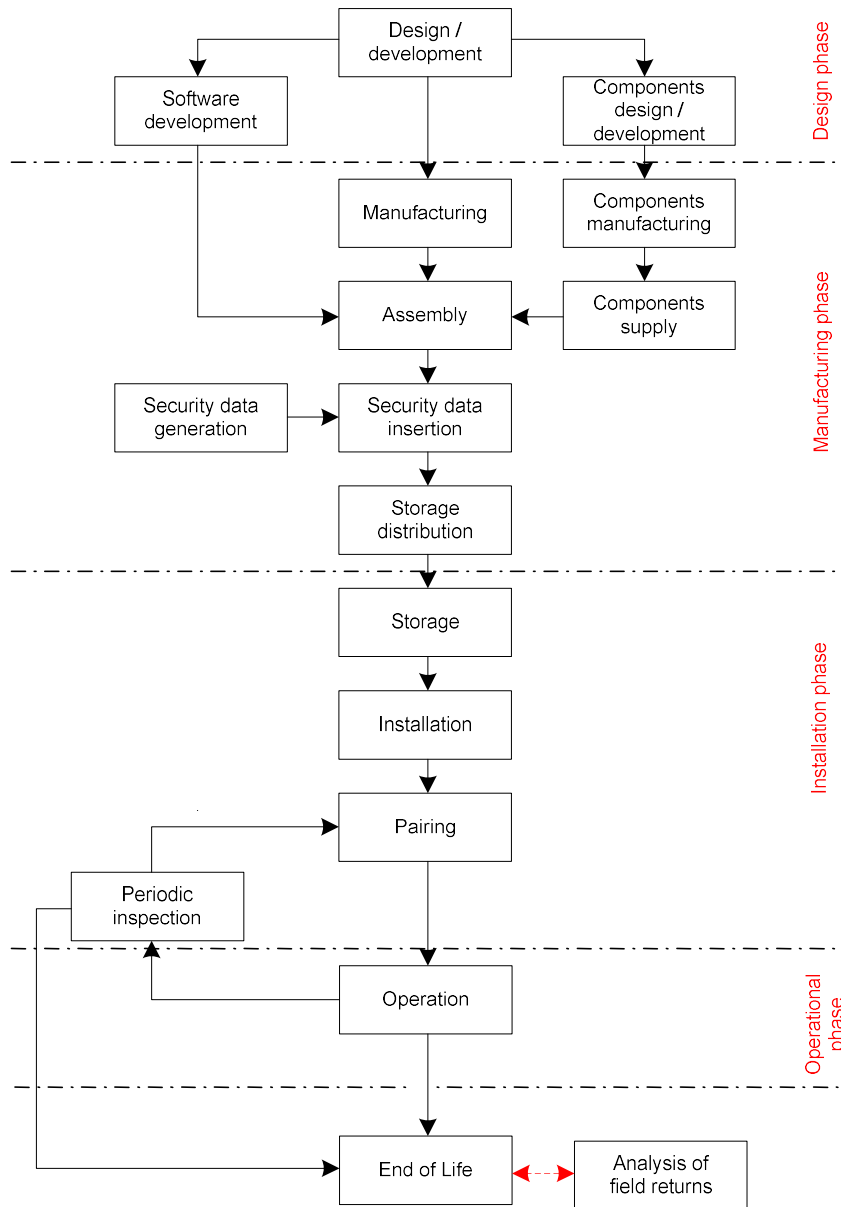 Design /
development
Software
development
Components
design /
development
Design phase
Manufacturing
Components
manufacturing
Assembly
Components
supply
Manufacturing phase
Security data
generation
Security data
insertion
Storage
distribution
Storage
Installation
Installation phase
Pairing
Periodic
inspection
Operation
Operational
phase
End of Life
Analysis of
field returns